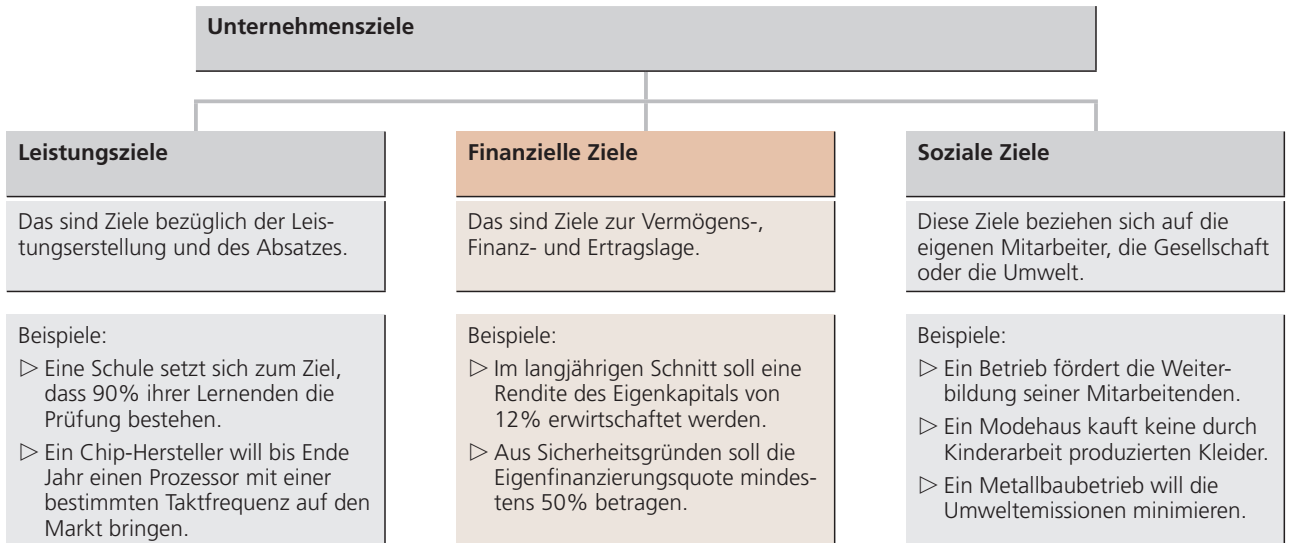 Unternehmensziele
Leistungsziele
Das sind Ziele bezüglich der Leis-
tungserstellung und des Absatzes.
Beispiele:
▷ Eine Schule setzt sich zum Ziel,
dass 90% ihrer Lernenden die
Prüfung bestehen.
▷ Ein Chip-Hersteller will bis Ende
Jahr einen Prozessor mit einer
bestimmten Taktfrequenz auf den
Markt bringen.
Finanzielle Ziele
Das sind Ziele zur Vermögens-,
Finanz- und Ertragslage.
Beispiele:
▷ Im langjährigen Schnitt soll eine
Rendite des Eigenkapitals von
12% erwirtschaftet werden.
▷ Aus Sicherheitsgründen soll die
Eigenfinanzierungsquote mindes-
tens 50% betragen.
Soziale Ziele
Diese Ziele beziehen sich auf die
eigenen Mitarbeiter, die Gesellschaft
oder die Umwelt.
Beispiele:
▷ Ein Betrieb fördert die Weiter-
bildung seiner Mitarbeitenden.
▷ Ein Modehaus kauft keine durch
Kinderarbeit produzierten Kleider.
▷ Ein Metallbaubetrieb will die
Umweltemissionen minimieren.